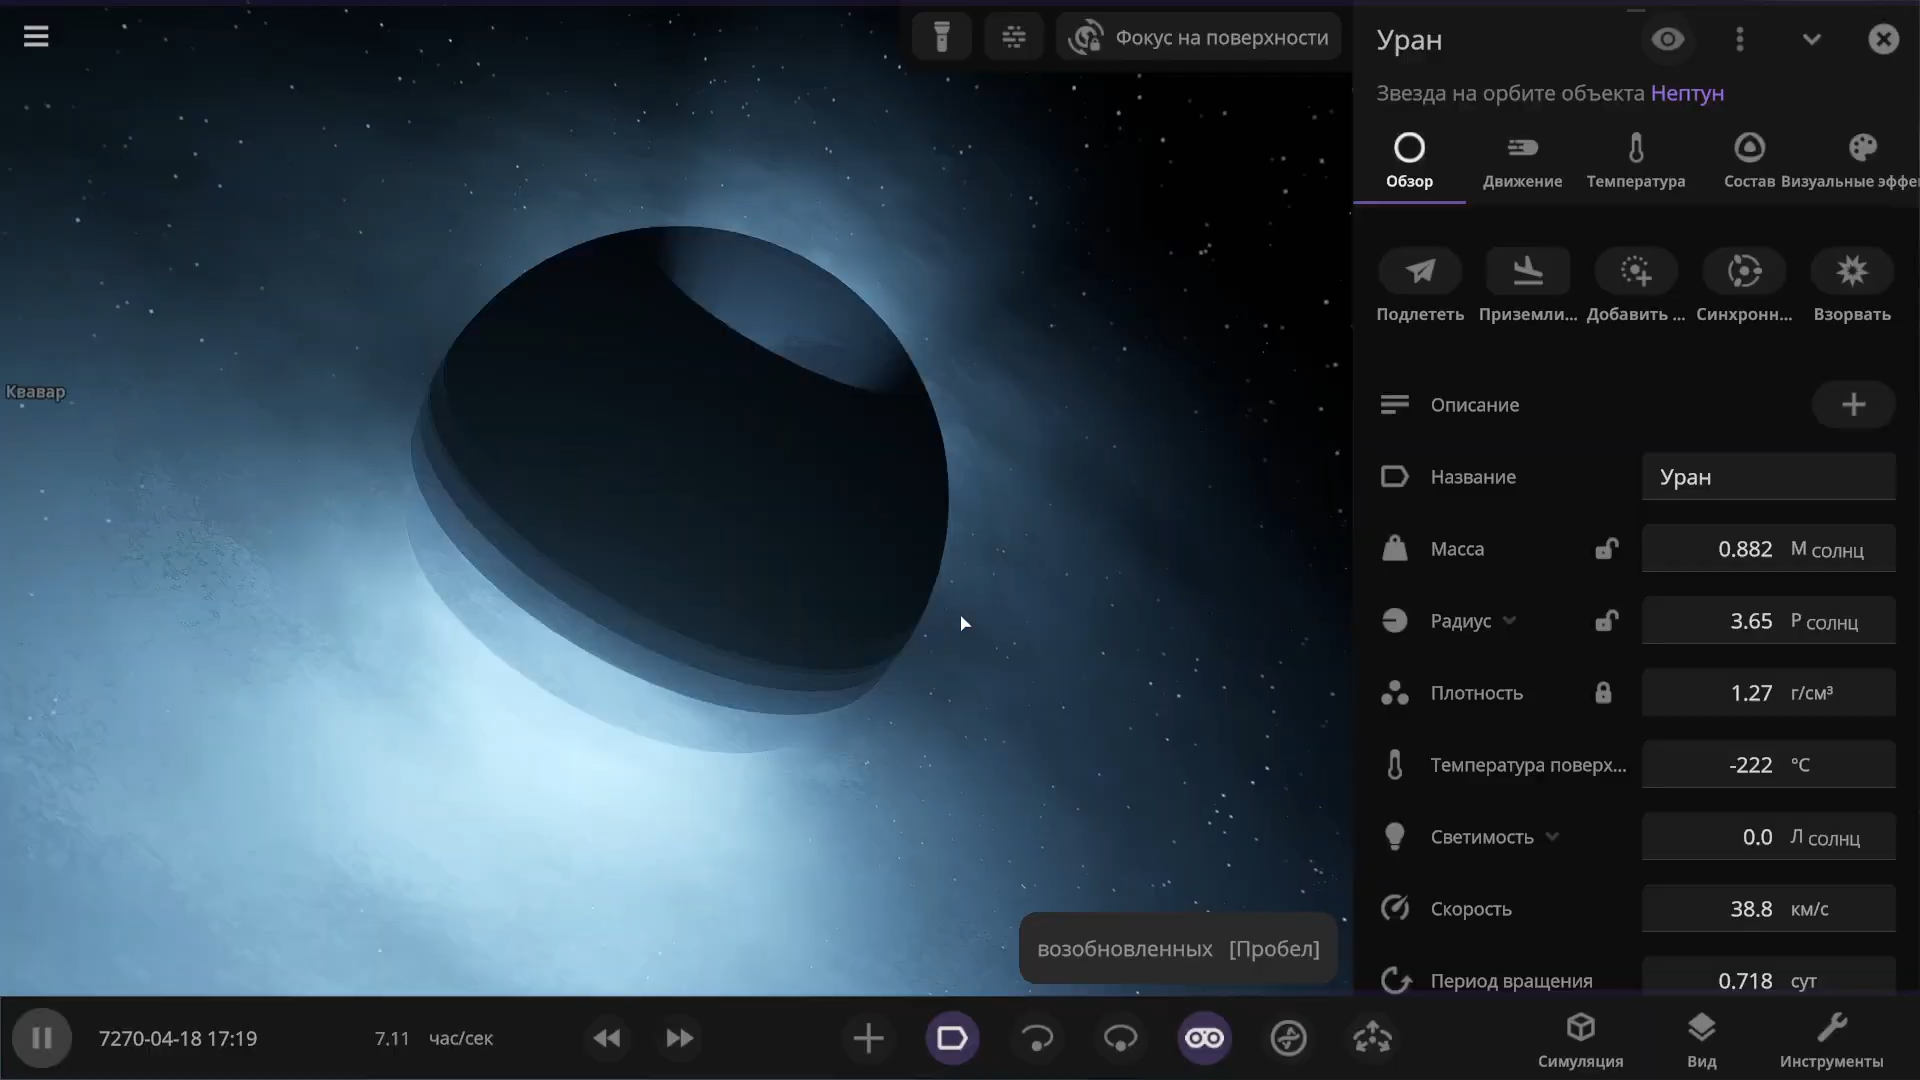 Фокус на поверхности
Квавар
возобновленных [Пробел]
Уран
Звезда на орбите объекта Нептун
Обзор
Движение
Температура
Состав
Визуальные эффе
Подлететь
Приземли...
Добавить ...
Синхронн...
Взорвать
Описание
Название Уран
Масса 0.882 М солнц
Радиус 3.65 Р солнц
Плотность 1.27 г/см³
Температура поверх... -222 °C
Светимость 0.0 Л солнц
Скорость 38.8 км/с
Период вращения 0.718 сут
7270-04-18 17:19
7.11 час/сек
Симуляция
Вид
Инструменты